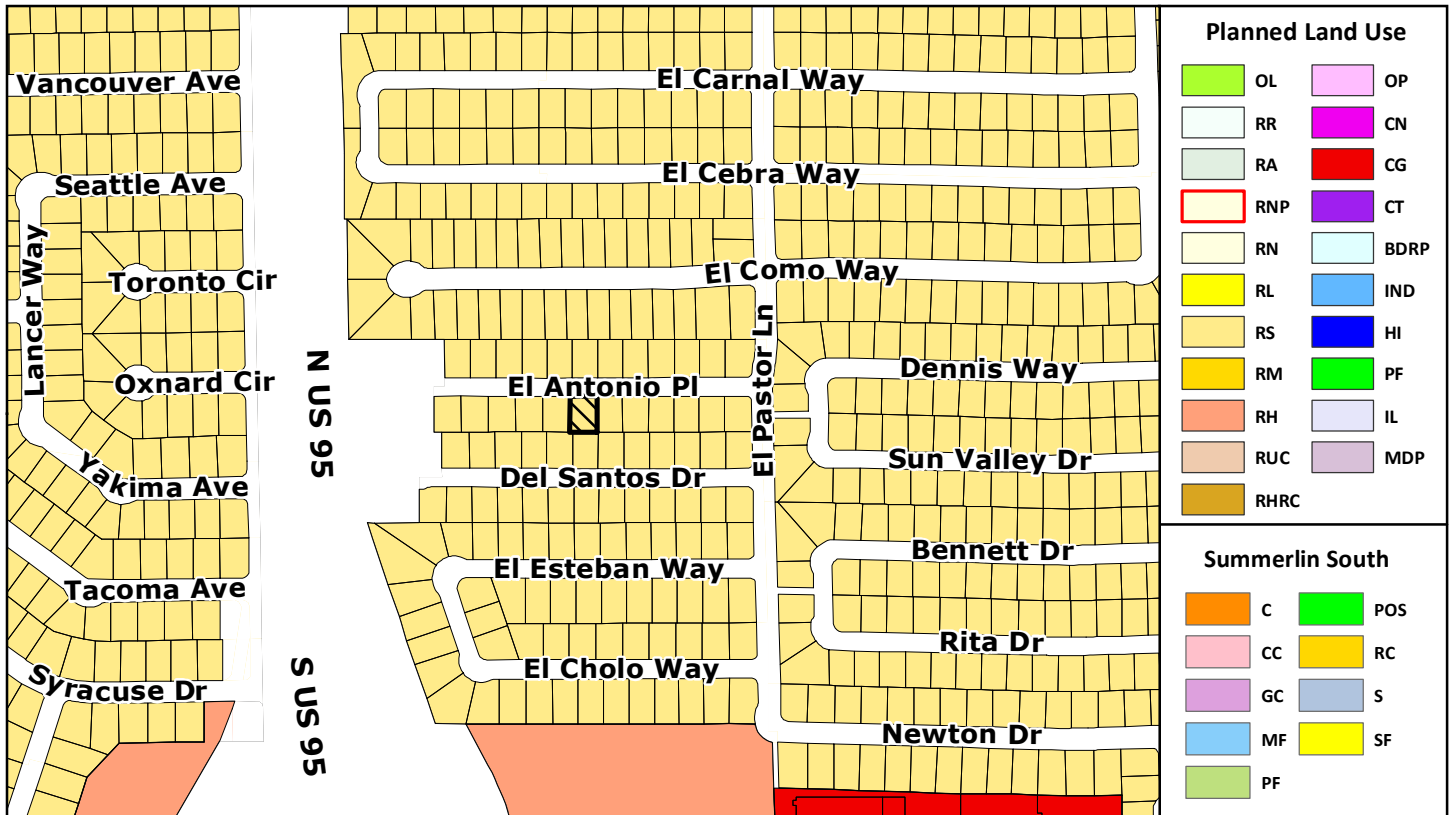 Vancouver Ave
El Carnal Way
Seattle Ave
El Cebra Way
Lancer Way
Toronto Cir
El Como Way
Oxnard Cir
N US 95
El Antonio Pl
El Pastor Ln
Dennis Way
Yakima Ave
Del Santos Dr
Sun Valley Dr
Tacoma Ave
El Esteban Way
Bennett Dr
Syracuse Dr
S US 95
El Cholo Way
Rita Dr
Newton Dr
Planned Land Use
OL OP
RR CN
RA CG
RNP CT
RN BDRP
RL IND
RS HI
RM PF
RH IL
RUC MDP
RHRC
Summerlin South
C POS
CC RC
GC S
MF SF
PF